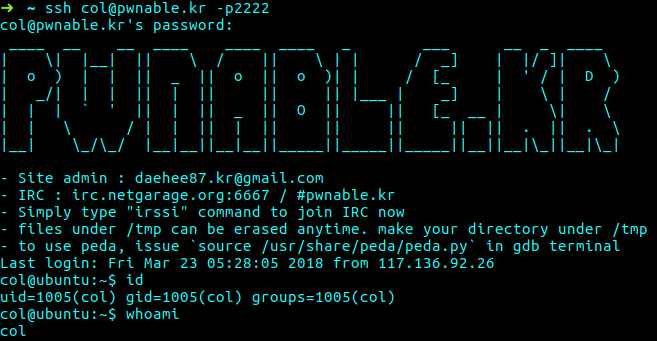 → ~ ssh col@pwnable.kr -p2222
col@pwnable.kr's password:
PWNABLE.KR
- Site admin : daehee87.kr@gmail.com
- IRC : irc.netgarage.org:6667 / #pwnable.kr
- Simply type "irssi" command to join IRC now
- files under /tmp can be erased anytime. make your directory under /tmp
- to use peda, issue `source /usr/share/peda/peda.py` in gdb terminal
Last login: Fri Mar 23 05:28:05 2018 from 117.136.92.26
col@ubuntu:~$ id
uid=1005(col) gid=1005(col) groups=1005(col)
col@ubuntu:~$ whoami
col